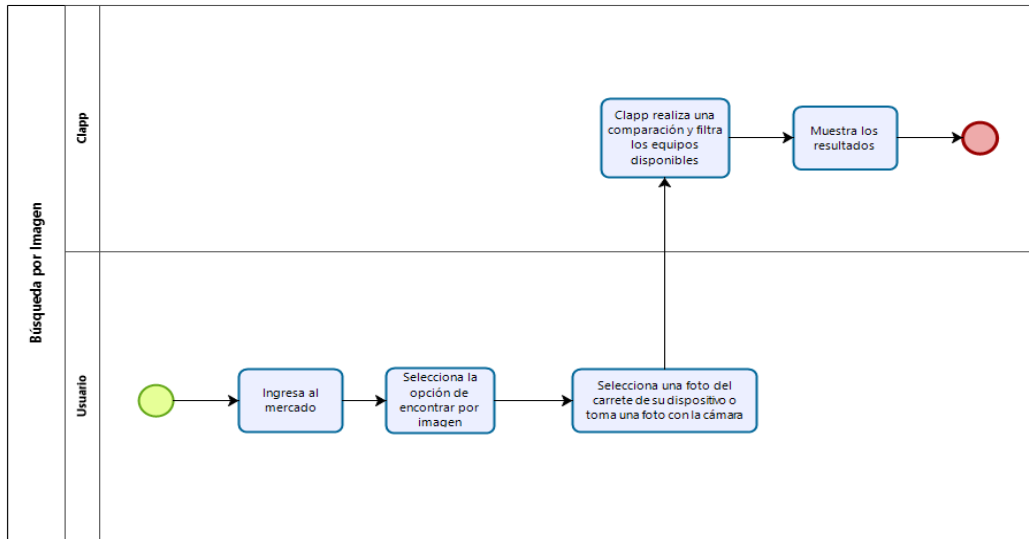 Búsqueda por Imagen
Clapp
Clapp realiza una
comparación y filtra
los equipos
disponibles
Muestra los
resultados
Usuario
Ingresa al
mercado
Selecciona la
opción de
encontrar por
imagen
Selecciona una foto del
carrete de su dispositivo o
toma una foto con la cámara